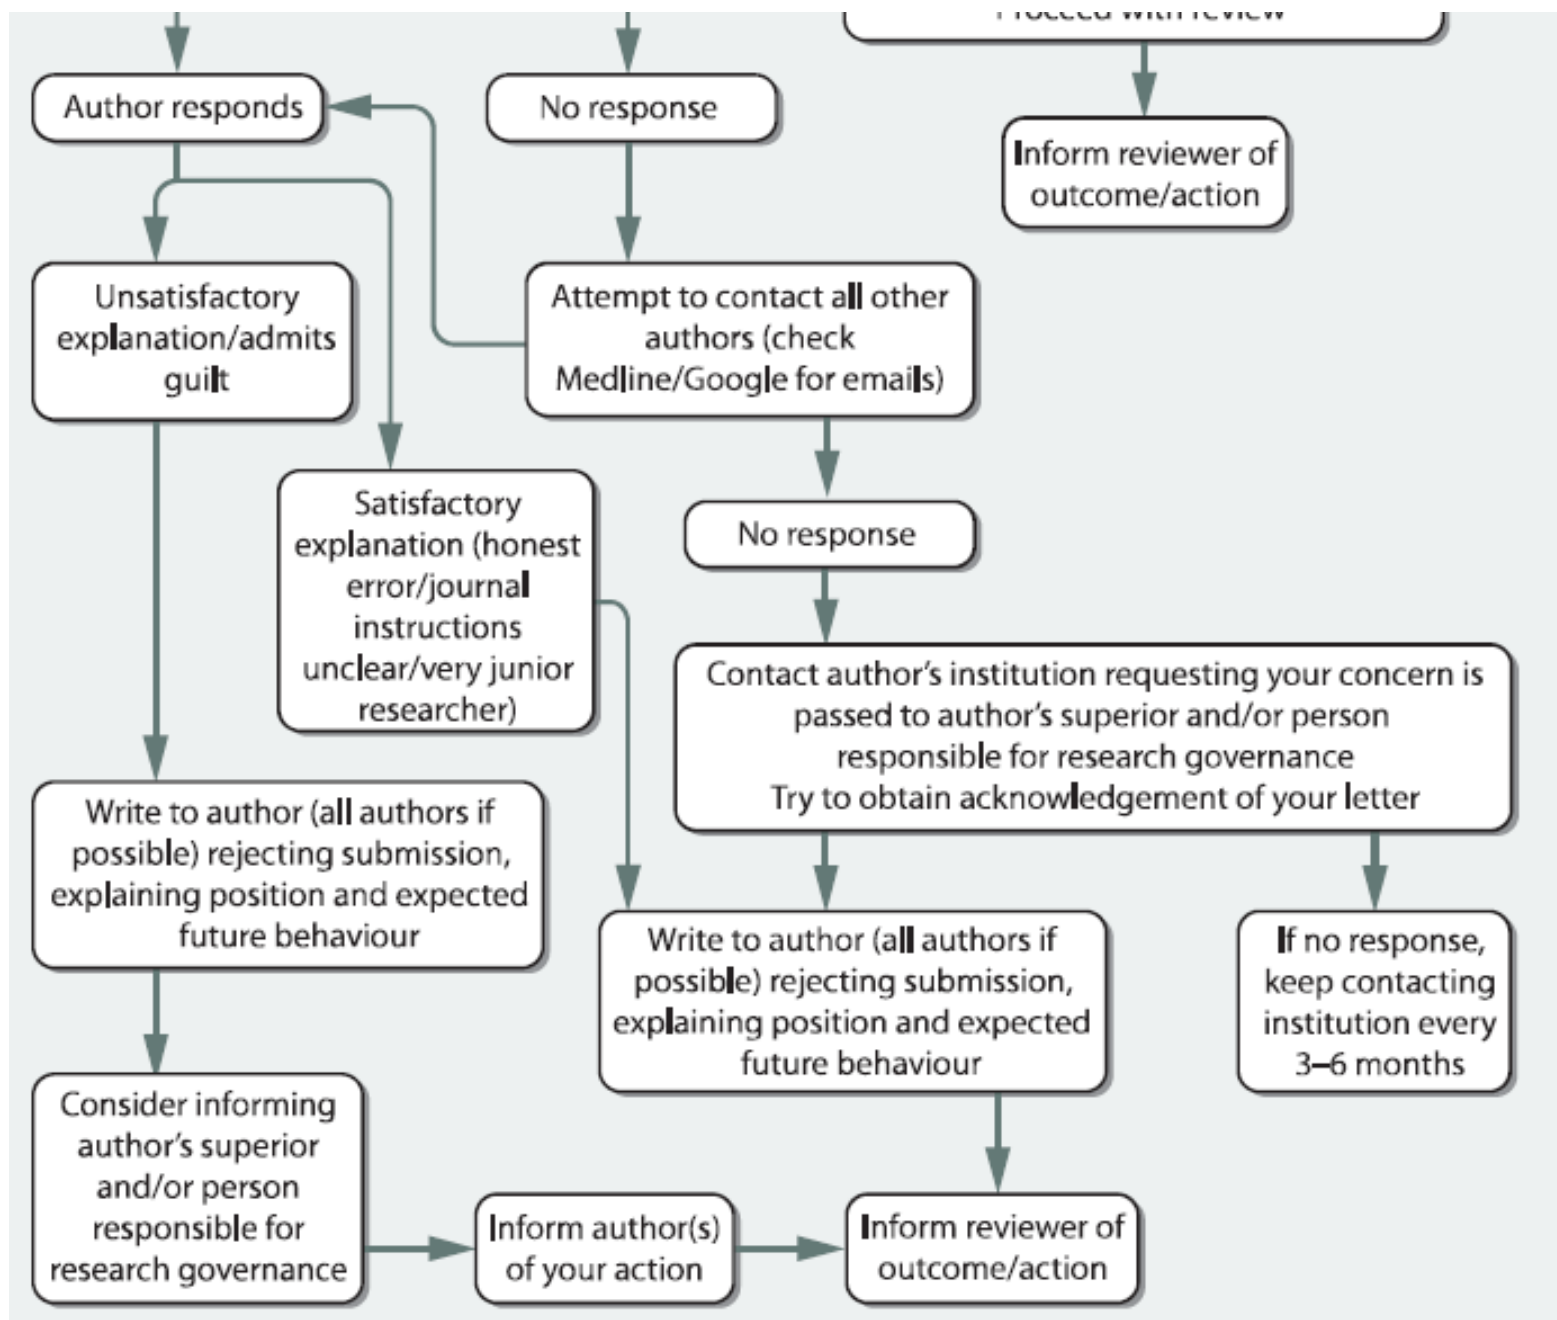 Proceed with review
Author responds
No response
Inform reviewer of
outcome/action
Unsatisfactory
explanation/admits
guilt
Attempt to contact all other
authors (check
Medline/Google for emails)
Satisfactory
explanation (honest
error/journal
instructions
unclear/very junior
researcher)
No response
Contact author’s institution requesting your concern is
passed to author’s superior and/or person
responsible for research governance
Try to obtain acknowledgement of your letter
Write to author (all authors if
possible) rejecting submission,
explaining position and expected
future behaviour
Write to author (all authors if
possible) rejecting submission,
explaining position and expected
future behaviour
If no response,
keep contacting
institution every
3–6 months
Consider informing
author’s superior
and/or person
responsible for
research governance
Inform author(s)
of your action
Inform reviewer of
outcome/action